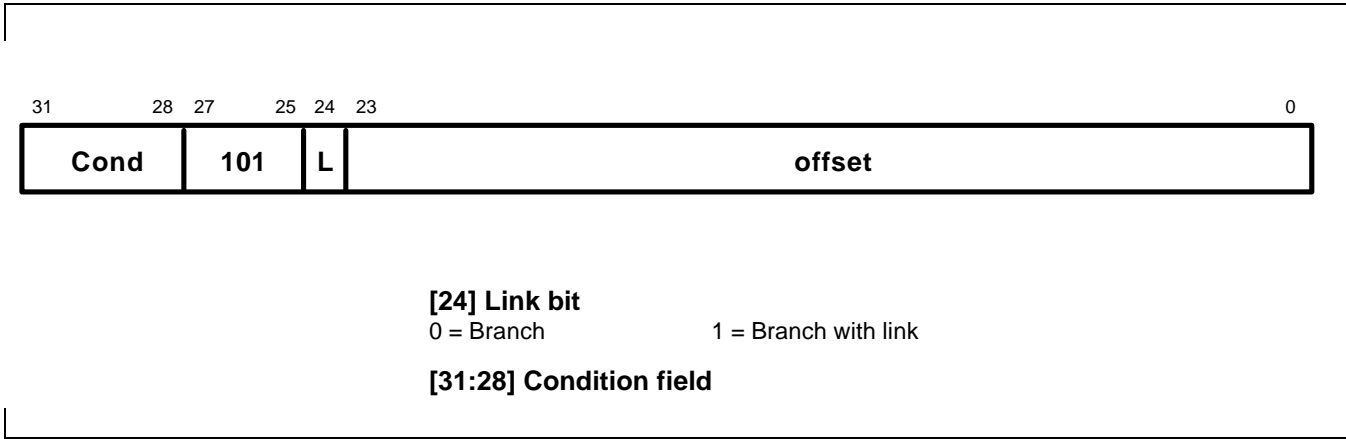 31 28 27 25 24 23 0
Cond 101 L offset
[24] Link bit
0 = Branch 1 = Branch with link
[31:28] Condition field